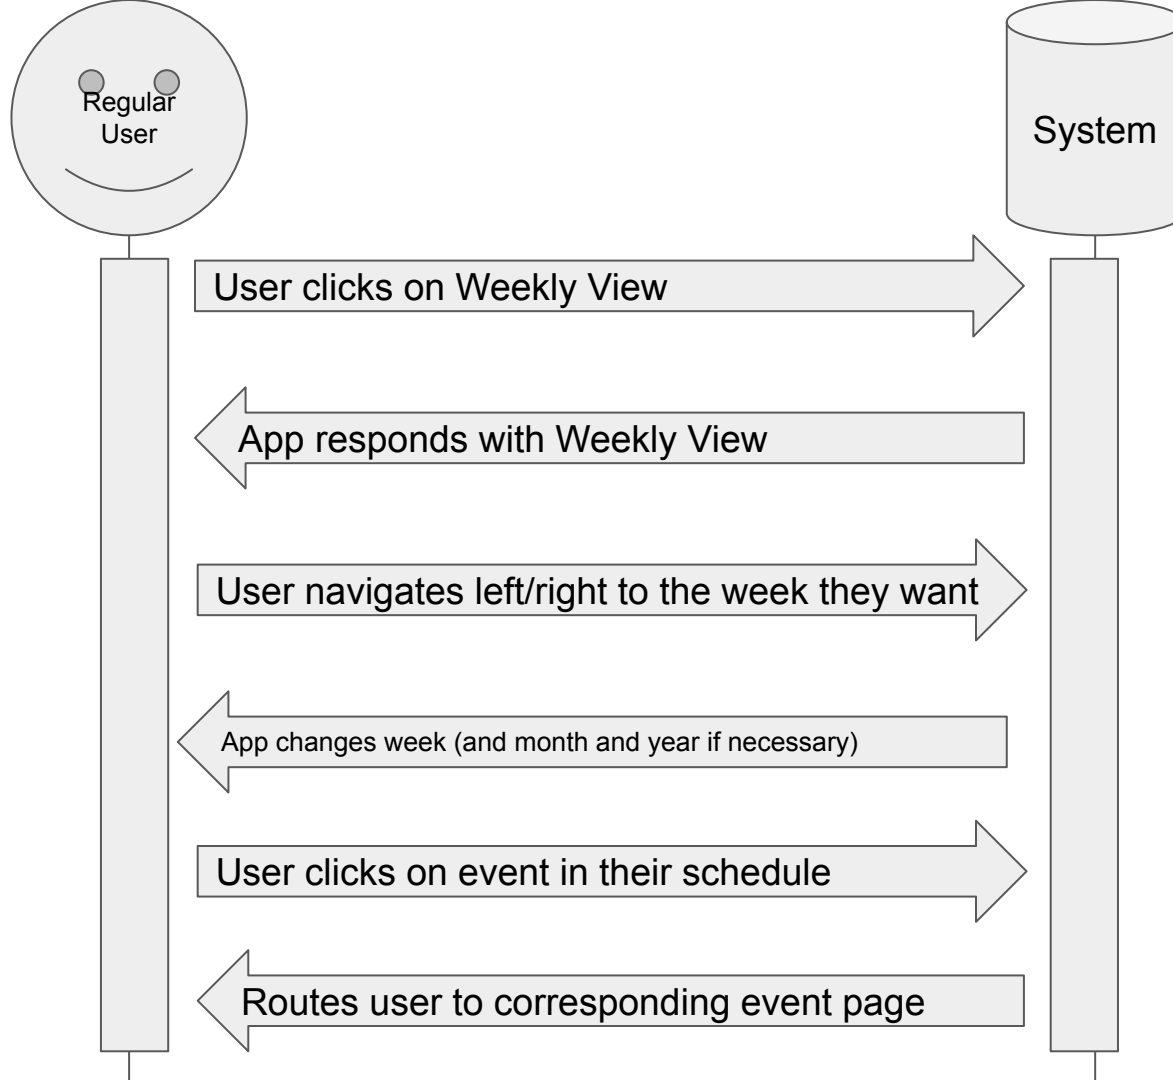 Regular
User
System
User clicks on Weekly View
App responds with Weekly View
User navigates left/right to the week they want
App changes week (and month and year if necessary)
User clicks on event in their schedule
Routes user to corresponding event page